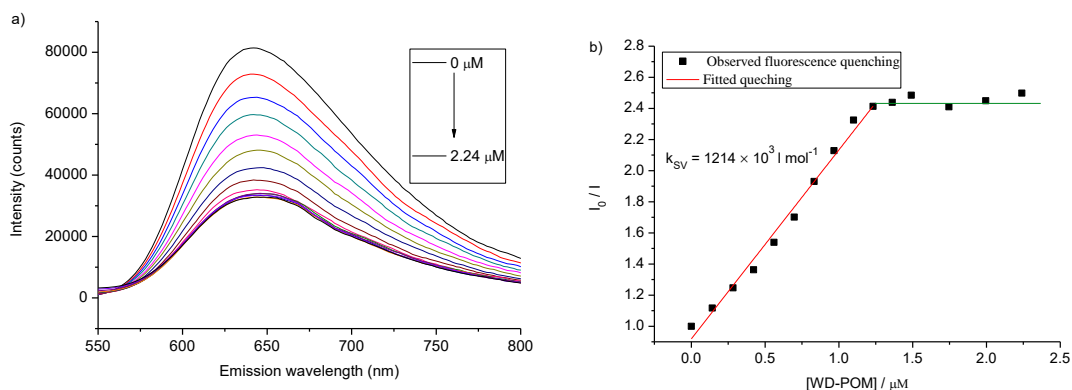 a)
80000
60000
40000
20000
0
Intensity (counts)
550
600
650
700
750
800
Emission wavelength (nm)
0 μM
2.24 μM
b)
2.8
2.6
2.4
2.2
2.0
1.8
1.6
1.4
1.2
1.0
I0 / I
0.0
0.5
1.0
1.5
2.0
2.5
[WD-POM] / μM
Observed fluorescence quenching
Fitted queching
kSV = 1214 × 10³ l mol⁻¹